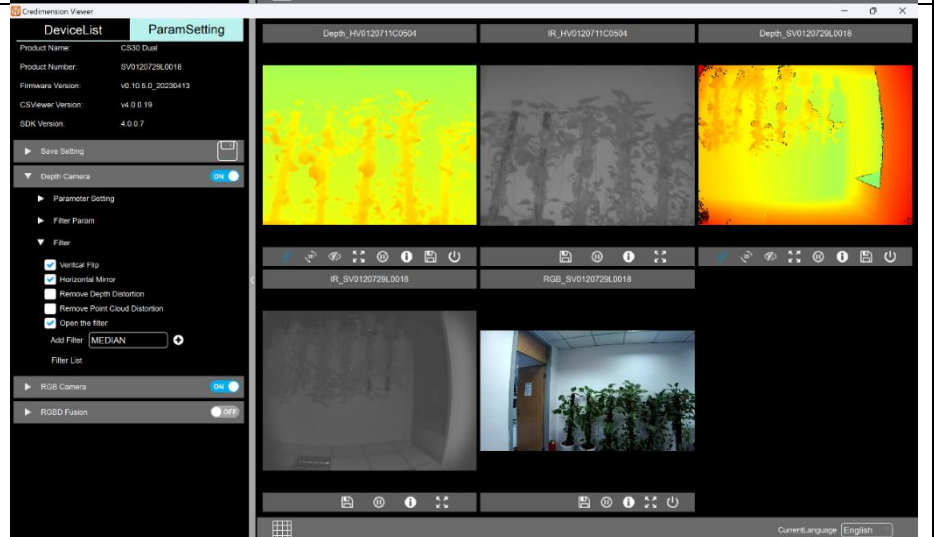 Credimension Viewer
DeviceList ParamSetting
Product Name: CS30 Dual
Product Number: SV0120729L0018
Firmware Version: v0.10.5.0_20230413
CSViewer Version: v4.0.0.19
SDK Version: 4.0.0.7
Save Setting
Depth Camera ON
Parameter Setting
Filter Param
Filter
Veritcal Flip
Horizontal Mirror
Remove Depth Distortion
Remove Point Cloud Distortion
Open the filter
Add Filter MEDIAN
Filter List
RGB Camera ON
RGBD Fusion OFF
Depth_HV0120711C0504
IR_HV0120711C0504
Depth_SV0120729L0018
IR_SV0120729L0018
RGB_SV0120729L0018
CurrentLanguage English